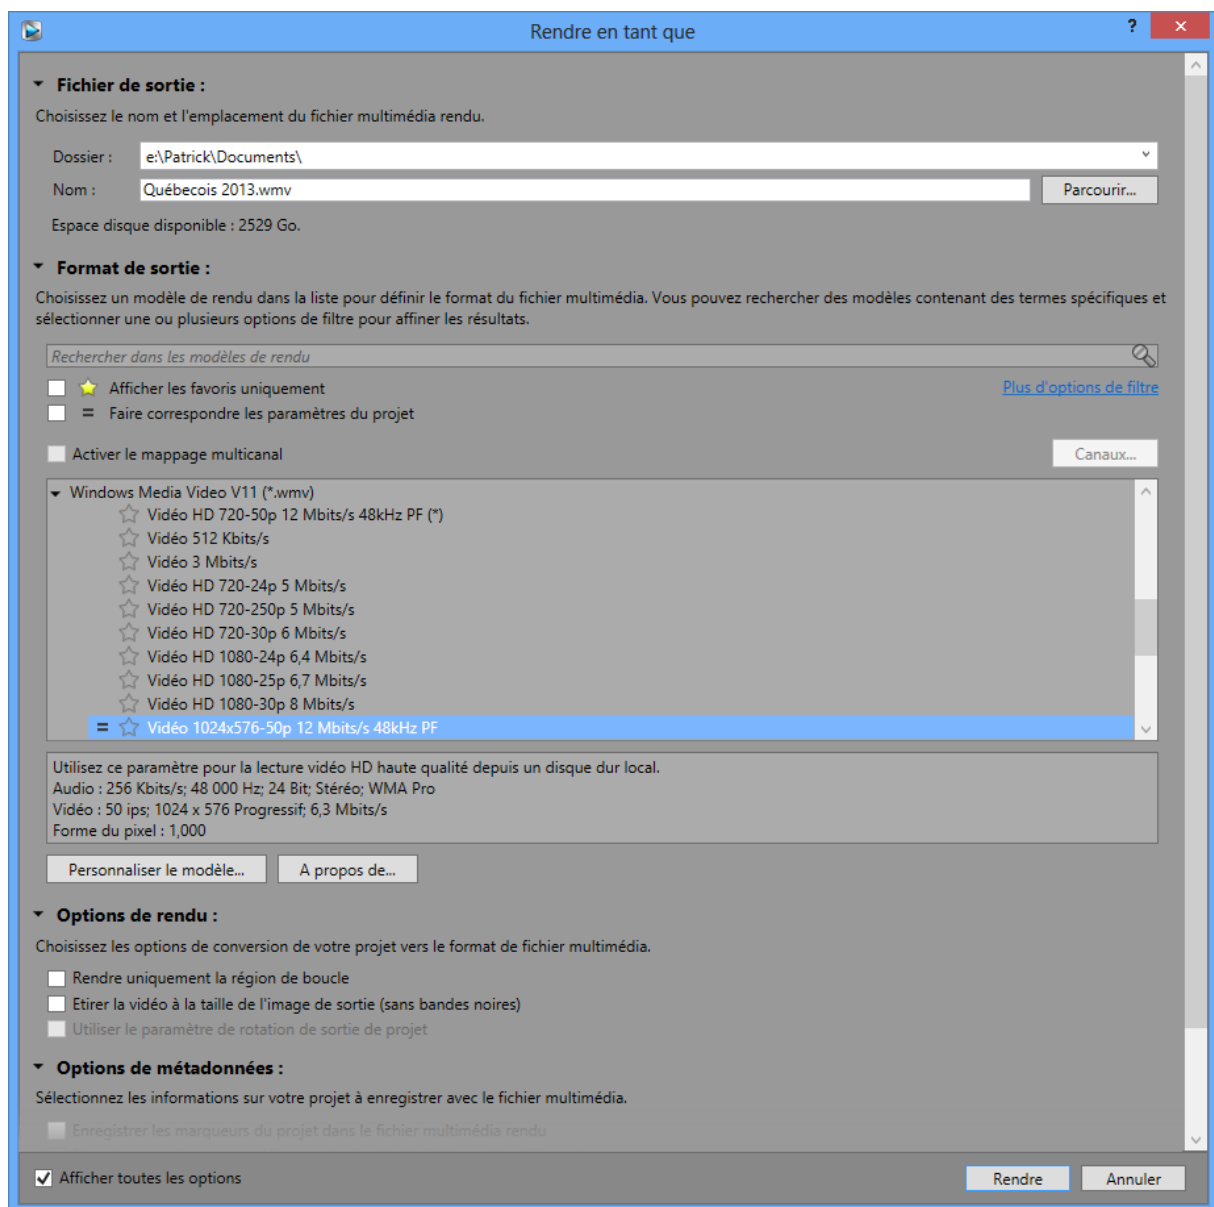 Rendre en tant que
?
Fichier de sortie :
Choisissez le nom et l'emplacement du fichier multimédia rendu.
Dossier : e:\Patrick\Documents\
Nom : Québecois 2013.wmv Parcourir...
Espace disque disponible : 2529 Go.
Format de sortie :
Choisissez un modèle de rendu dans la liste pour définir le format du fichier multimédia. Vous pouvez rechercher des modèles contenant des termes spécifiques et
sélectionner une ou plusieurs options de filtre pour affiner les résultats.
Rechercher dans les modèles de rendu
Afficher les favoris uniquement Plus d'options de filtre
= Faire correspondre les paramètres du projet
Activer le mappage multicanal Canaux...
Windows Media Video V11 (*.wmv)
Vidéo HD 720-50p 12 Mbits/s 48kHz PF (*)
Vidéo 512 Kbits/s
Vidéo 3 Mbits/s
Vidéo HD 720-24p 5 Mbits/s
Vidéo HD 720-250p 5 Mbits/s
Vidéo HD 720-30p 6 Mbits/s
Vidéo HD 1080-24p 6,4 Mbits/s
Vidéo HD 1080-25p 6,7 Mbits/s
Vidéo HD 1080-30p 8 Mbits/s
= Vidéo 1024x576-50p 12 Mbits/s 48kHz PF
Utilisez ce paramètre pour la lecture vidéo HD haute qualité depuis un disque dur local.
Audio : 256 Kbits/s; 48 000 Hz; 24 Bit; Stéréo; WMA Pro
Vidéo : 50 ips; 1024 x 576 Progressif; 6,3 Mbits/s
Forme du pixel : 1,000
Personnaliser le modèle... A propos de...
Options de rendu :
Choisissez les options de conversion de votre projet vers le format de fichier multimédia.
Rendre uniquement la région de boucle
Etirer la vidéo à la taille de l'image de sortie (sans bandes noires)
Utiliser le paramètre de rotation de sortie de projet
Options de métadonnées :
Sélectionnez les informations sur votre projet à enregistrer avec le fichier multimédia.
Enregistrer les marqueurs du projet dans le fichier multimédia rendu
Afficher toutes les options Rendre Annuler